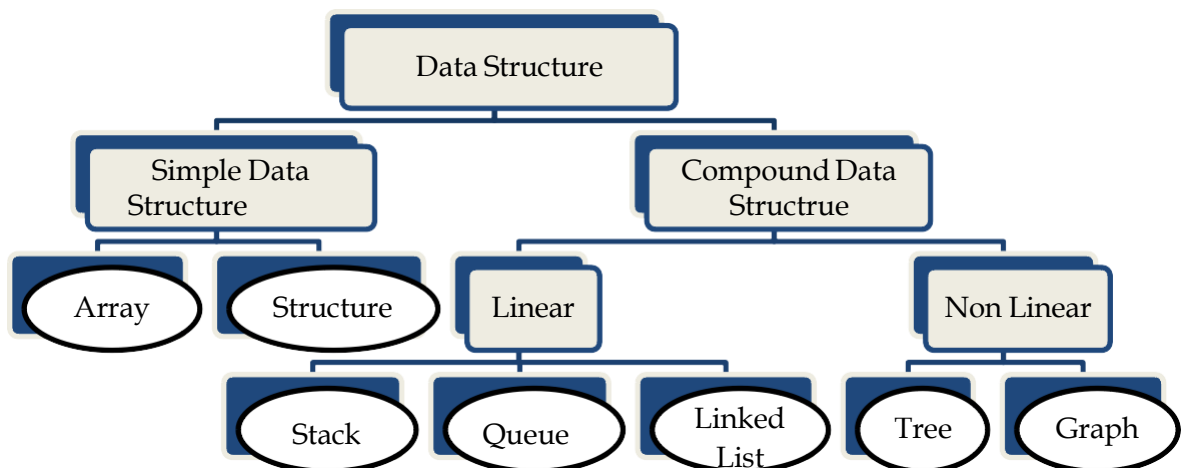 Data Structure
Simple Data
Structure
Compound Data
Structrue
Array
Structure
Linear
Non Linear
Stack
Queue
Linked
List
Tree
Graph